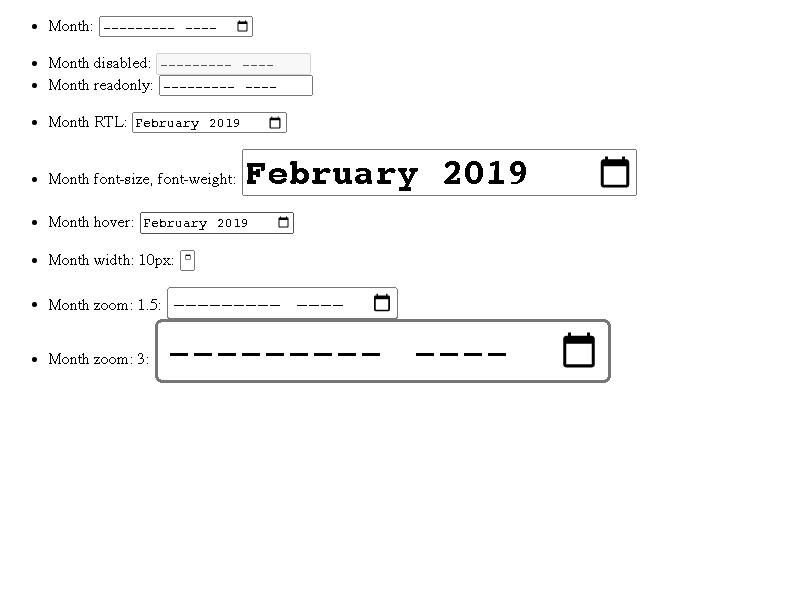 Month: --------- ----
Month disabled: --------- ----
Month readonly: --------- ----
Month RTL: February 2019
Month font-size, font-weight: February 2019
Month hover: February 2019
Month width: 10px:
Month zoom: 1.5: --------- ----
Month zoom: 3: --------- ----